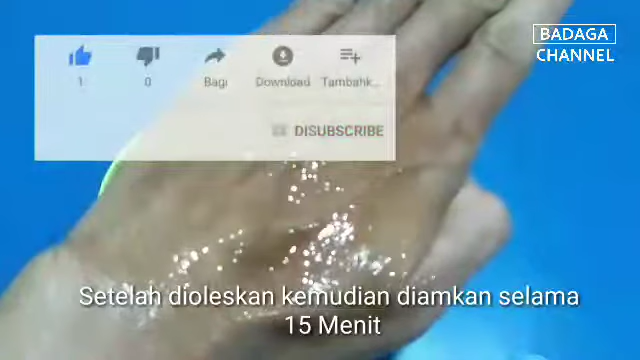 BADAGA
CHANNEL
1
0
Bagi
Download
Tambahk...
DISUBSCRIBE
Setelah dioleskan kemudian diamkan selama
15 Menit